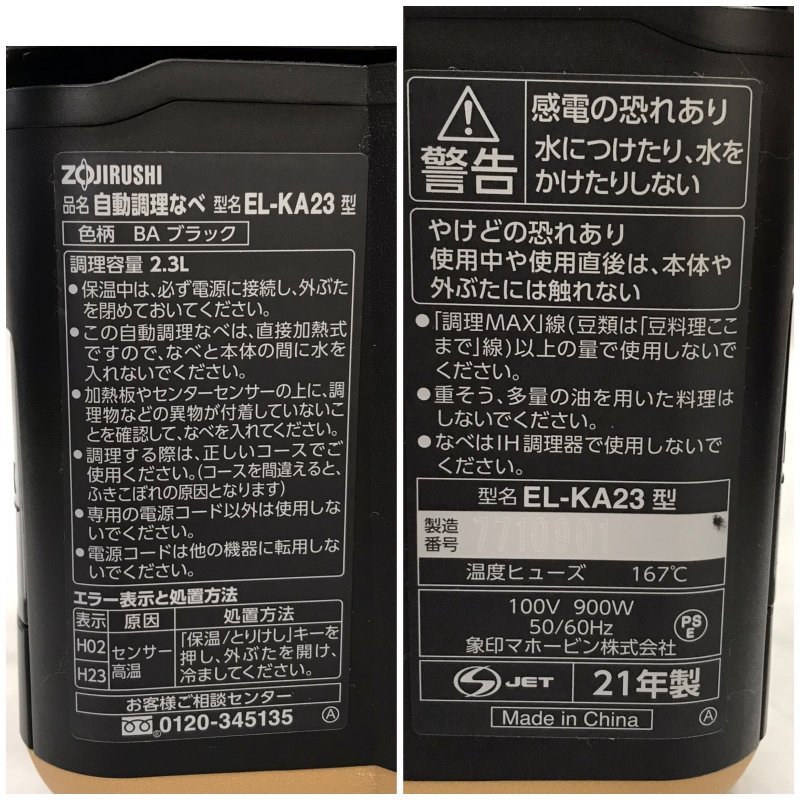 ZOJIRUSHI
品名 自動調理なべ 型名 EL-KA23 型
色柄 BA ブラック
調理容量 2.3L
●保温中は、必ず電源に接続し、外ぶた
を閉めておいてください。
●この自動調理なべは、直接加熱式
ですので、なべと本体の間に水を
入れないでください。
●加熱板やセンターセンサーの上に、調
理物などの異物が付着していないこ
とを確認して、なべを入れてください。
●調理する際は、正しいコースでご
使用ください。(コースを間違えると、
ふきこぼれの原因となります)
●専用の電源コード以外は使用しな
いでください。
●電源コードは他の機器に転用しな
いでください。
エラー表示と処置方法
表示 原因 処置方法
H02 センサー 「保温/とりけし」キーを
高温 押し、外ぶたを開け、
H23 冷ましてください。
お客様ご相談センター
0120-345135 Ⓐ
警告
感電の恐れあり
水につけたり、水を
かけたりしない
やけどの恐れあり
使用中や使用直後は、本体や
外ぶたには触れない
●「調理MAX」線(豆類は「豆料理ここ
まで」線)以上の量で使用しないで
ください。
●重そう、多量の油を用いた料理は
しないでください。
●なべはIH調理器で使用しないで
ください。
型名 EL-KA23 型
製造
番号 7710901
温度ヒューズ 167℃
100V 900W
50/60Hz PSE
象印マホービン株式会社
S JET 21年製
Made in China Ⓐ